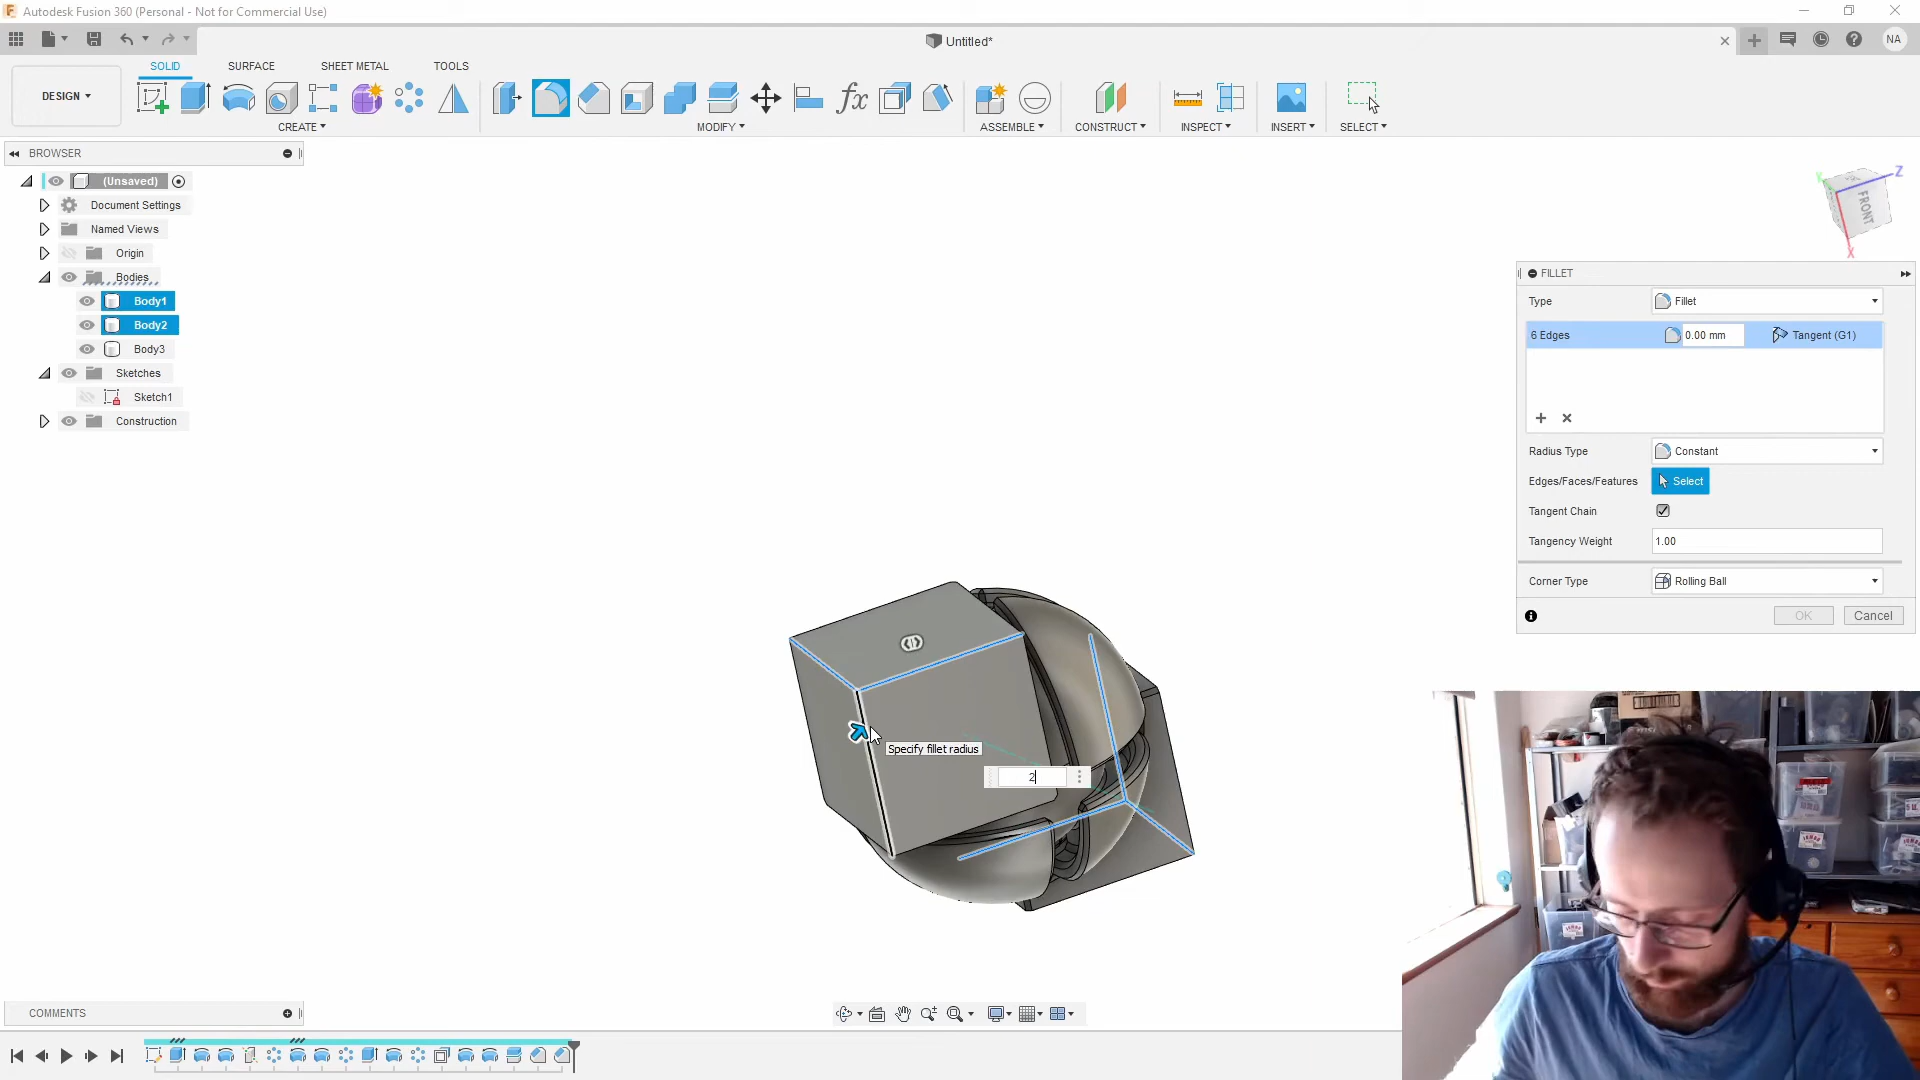 Autodesk Fusion 360 (Personal - Not for Commercial Use)
Untitled*
NA
DESIGN
SOLID
SURFACE
SHEET METAL
TOOLS
CREATE
MODIFY
ASSEMBLE
CONSTRUCT
INSPECT
INSERT
SELECT
BROWSER
(Unsaved)
Document Settings
Named Views
Origin
Bodies
Body1
Body2
Body3
Sketches
Sketch1
Construction
Y
Z
X
FRONT
FILLET
Type Fillet
6 Edges 0.00 mm Tangent (G1)
Radius Type Constant
Edges/Faces/Features Select
Tangent Chain
Tangency Weight 1.00
Corner Type Rolling Ball
OK Cancel
Specify fillet radius
2
COMMENTS